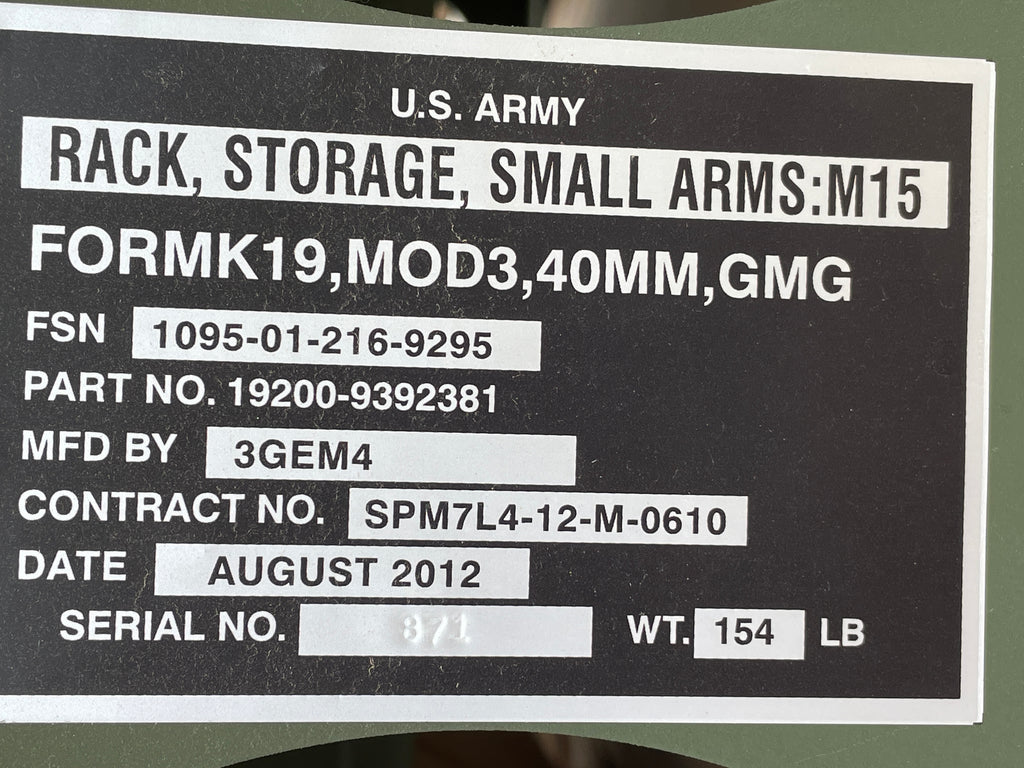 U.S. ARMY
RACK, STORAGE, SMALL ARMS:M15
FORMK19,MOD3,40MM,GMG
FSN 1095-01-216-9295
PART NO. 19200-9392381
MFD BY 3GEM4
CONTRACT NO. SPM7L4-12-M-0610
DATE AUGUST 2012
SERIAL NO. 871 WT. 154 LB